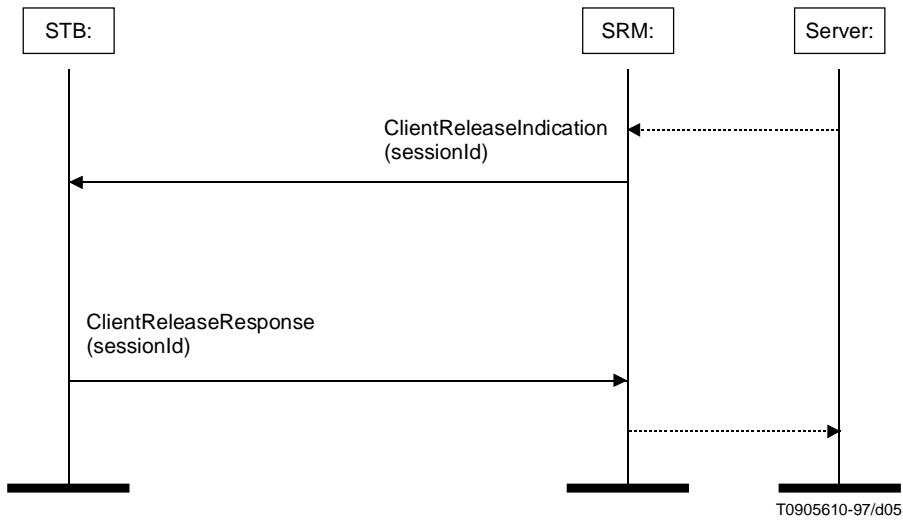 STB:
SRM:
Server:
ClientReleaseIndication
(sessionId)
ClientReleaseResponse
(sessionId)
T0905610-97/d05